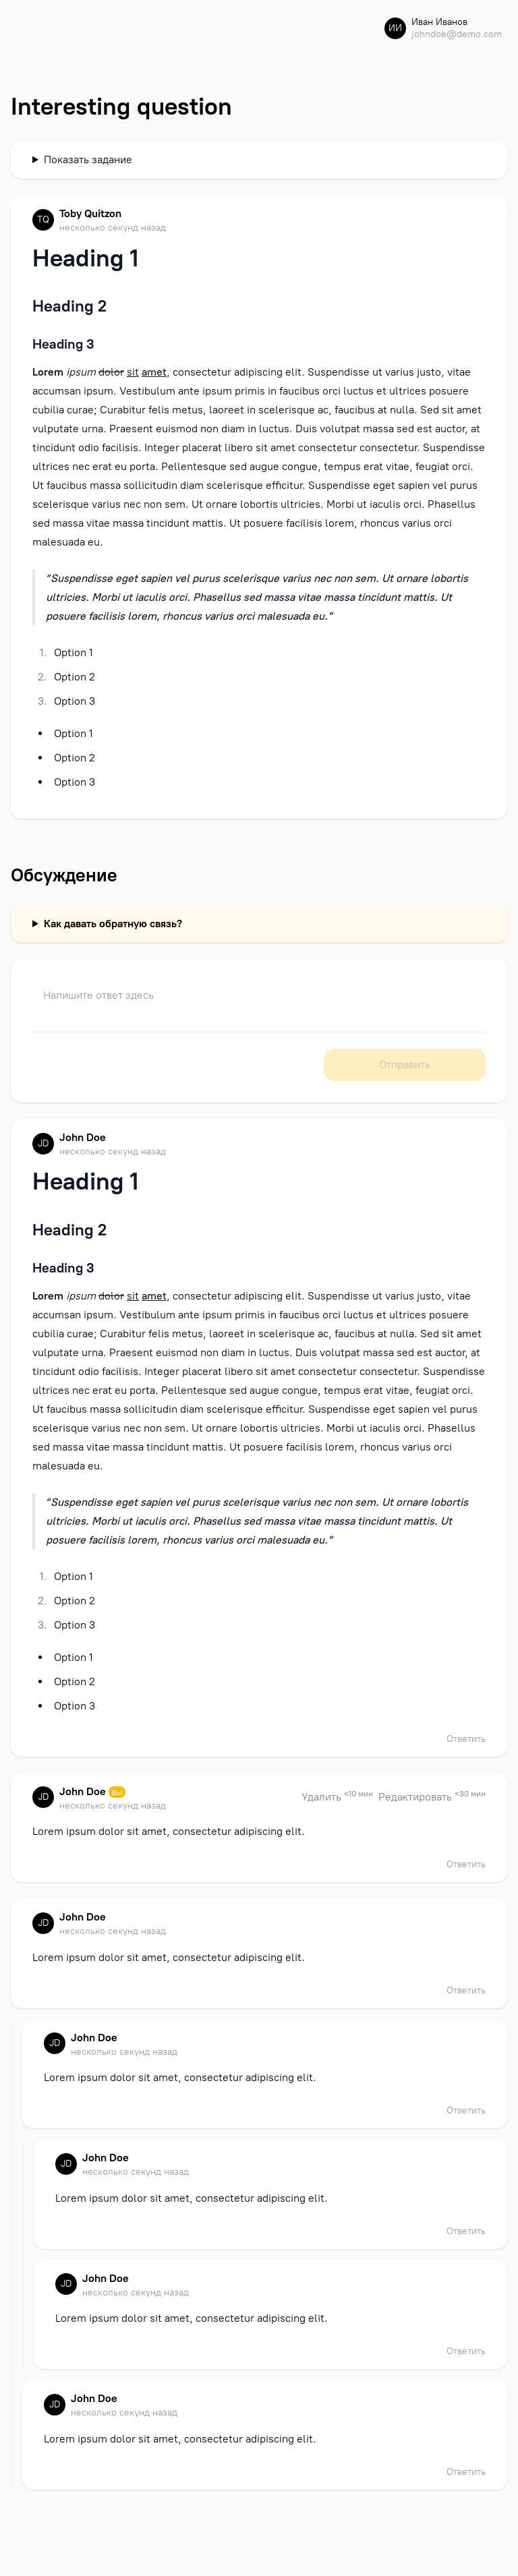 ИИ
Иван Иванов
johndoe@demo.com
Interesting question
Показать задание
TQ
Toby Quitzon
несколько секунд назад
Heading 1
Heading 2
Heading 3
Lorem ipsum dolor sit amet, consectetur adipiscing elit. Suspendisse ut varius justo, vitae
accumsan ipsum. Vestibulum ante ipsum primis in faucibus orci luctus et ultrices posuere
cubilia curae; Curabitur felis metus, laoreet in scelerisque ac, faucibus at nulla. Sed sit amet
vulputate urna. Praesent euismod non diam in luctus. Duis volutpat massa sed est auctor, at
tincidunt odio facilisis. Integer placerat libero sit amet consectetur consectetur. Suspendisse
ultrices nec erat eu porta. Pellentesque sed augue congue, tempus erat vitae, feugiat orci.
Ut faucibus massa sollicitudin diam scelerisque efficitur. Suspendisse eget sapien vel purus
scelerisque varius nec non sem. Ut ornare lobortis ultricies. Morbi ut iaculis orci. Phasellus
sed massa vitae massa tincidunt mattis. Ut posuere facilisis lorem, rhoncus varius orci
malesuada eu.
“Suspendisse eget sapien vel purus scelerisque varius nec non sem. Ut ornare lobortis
ultricies. Morbi ut iaculis orci. Phasellus sed massa vitae massa tincidunt mattis. Ut
posuere facilisis lorem, rhoncus varius orci malesuada eu.”
1. Option 1
2. Option 2
3. Option 3
• Option 1
• Option 2
• Option 3
Обсуждение
Как давать обратную связь?
Напишите ответ здесь
Отправить
JD
John Doe
несколько секунд назад
Heading 1
Heading 2
Heading 3
Lorem ipsum dolor sit amet, consectetur adipiscing elit. Suspendisse ut varius justo, vitae
accumsan ipsum. Vestibulum ante ipsum primis in faucibus orci luctus et ultrices posuere
cubilia curae; Curabitur felis metus, laoreet in scelerisque ac, faucibus at nulla. Sed sit amet
vulputate urna. Praesent euismod non diam in luctus. Duis volutpat massa sed est auctor, at
tincidunt odio facilisis. Integer placerat libero sit amet consectetur consectetur. Suspendisse
ultrices nec erat eu porta. Pellentesque sed augue congue, tempus erat vitae, feugiat orci.
Ut faucibus massa sollicitudin diam scelerisque efficitur. Suspendisse eget sapien vel purus
scelerisque varius nec non sem. Ut ornare lobortis ultricies. Morbi ut iaculis orci. Phasellus
sed massa vitae massa tincidunt mattis. Ut posuere facilisis lorem, rhoncus varius orci
malesuada eu.
“Suspendisse eget sapien vel purus scelerisque varius nec non sem. Ut ornare lobortis
ultricies. Morbi ut iaculis orci. Phasellus sed massa vitae massa tincidunt mattis. Ut
posuere facilisis lorem, rhoncus varius orci malesuada eu.”
1. Option 1
2. Option 2
3. Option 3
• Option 1
• Option 2
• Option 3
Ответить
JD
John Doe Вы
несколько секунд назад
Удалить <10 мин Редактировать <30 мин
Lorem ipsum dolor sit amet, consectetur adipiscing elit.
Ответить
JD
John Doe
несколько секунд назад
Lorem ipsum dolor sit amet, consectetur adipiscing elit.
Ответить
JD
John Doe
несколько секунд назад
Lorem ipsum dolor sit amet, consectetur adipiscing elit.
Ответить
JD
John Doe
несколько секунд назад
Lorem ipsum dolor sit amet, consectetur adipiscing elit.
Ответить
JD
John Doe
несколько секунд назад
Lorem ipsum dolor sit amet, consectetur adipiscing elit.
Ответить
JD
John Doe
несколько секунд назад
Lorem ipsum dolor sit amet, consectetur adipiscing elit.
Ответить